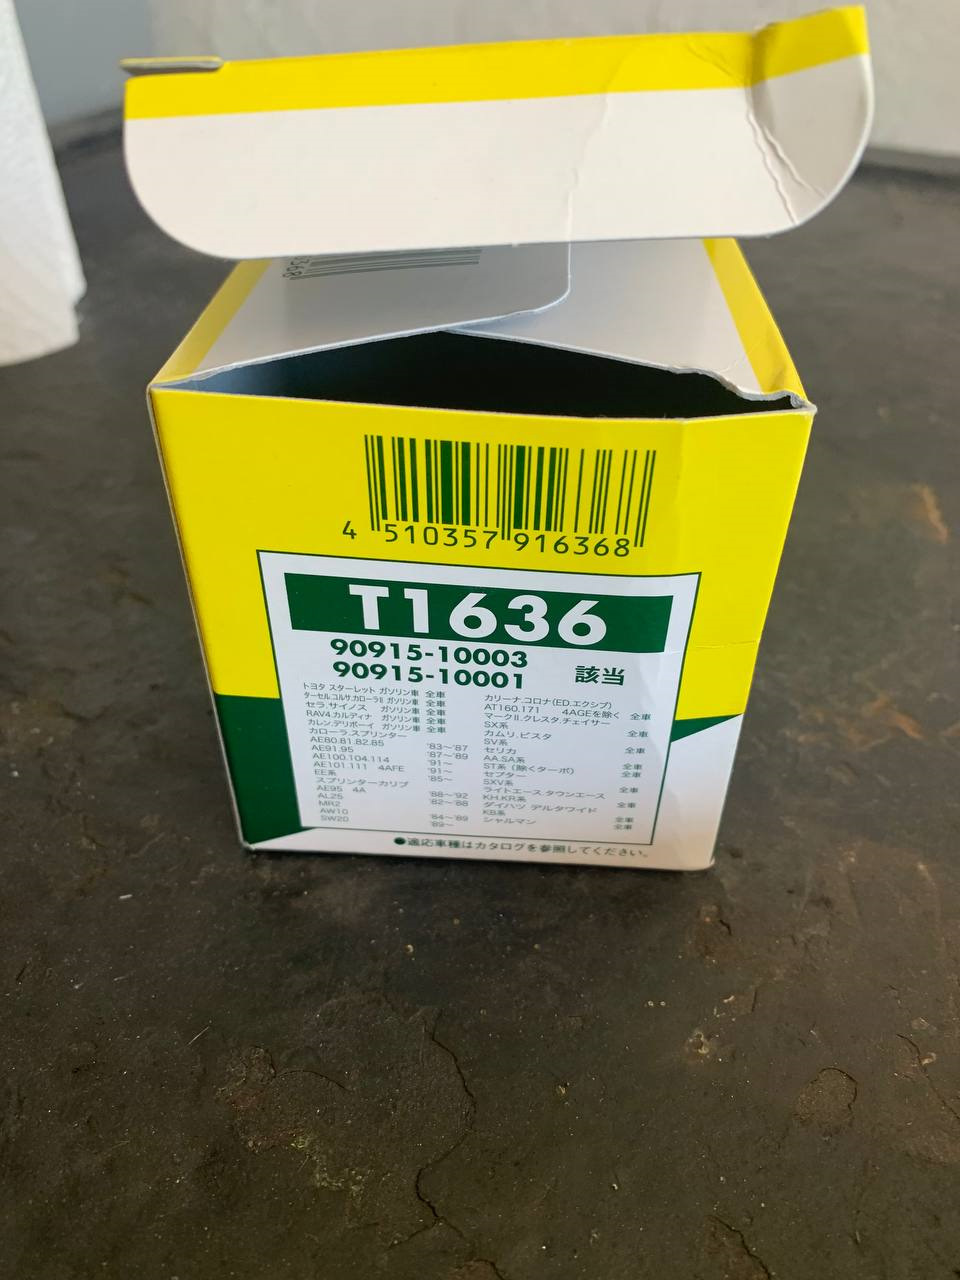 4 510357 916368
T1636
90915-10003
90915-10001 該当
トヨタ スターレット ガソリン車 全車
ターセル.コルサ.カローラⅡ ガソリン車 全車
セラ.サイノス ガソリン車 全車
RAV4.カルディナ ガソリン車 全車
カレン.デリボーイ ガソリン車 全車
カローラ.スプリンター
AE80.81.82.85 '83〜'87
AE91.95 '87〜'89
AE100.104.114 '91〜
AE101.111 4AFE '91〜
EE系 '85〜
スプリンターカリブ
AE95 4A '88〜'92
AL25 '82〜'88
MR2
AW10 '84〜'89
SW20 '89〜
カリーナ.コロナ(ED.エクシブ)
AT160.171 4AGEを除く 全車
マークⅡ.クレスタ.チェイサー
SX系 全車
カムリ.ビスタ
SV系 全車
セリカ
AA.SA系 全車
ST系（除くターボ） 全車
セプター
SXV系 全車
ライトエース.タウンエース
KH.KR系 全車
ダイハツ デルタワイド
KB系 全車
シャルマン 全車
●適応車種はカタログを参照してください。